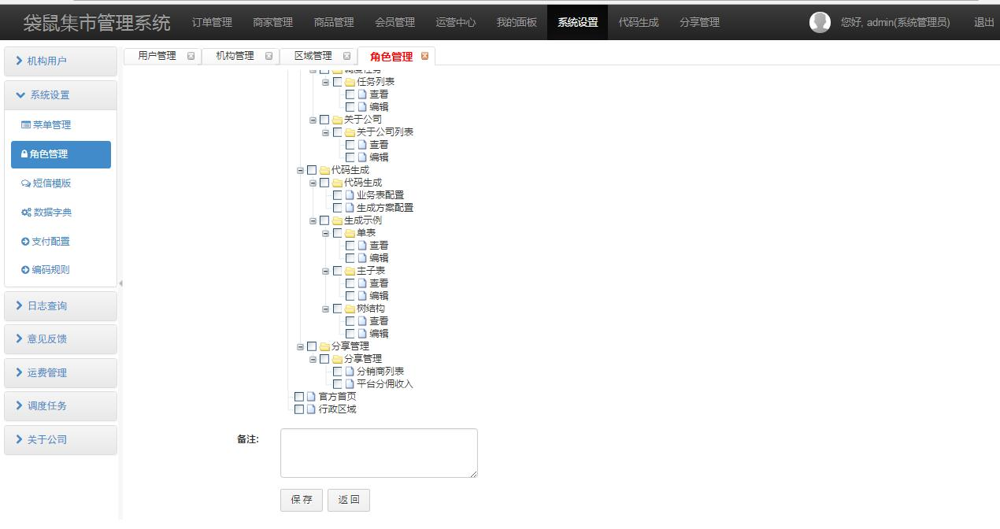 袋鼠集市管理系统 订单管理 商家管理 商品管理 会员管理 运营中心 我的面板 系统设置 代码生成 分享管理 您好, admin(系统管理员) 退出
用户管理 机构管理 区域管理 角色管理
机构用户
系统设置
菜单管理
角色管理
短信模版
数据字典
支付配置
编码规则
日志查询
意见反馈
运费管理
调度任务
关于公司
调度任务
任务列表
查看
编辑
关于公司
关于公司列表
查看
编辑
代码生成
代码生成
业务表配置
生成方案配置
生成示例
单表
查看
编辑
主子表
查看
编辑
树结构
查看
编辑
分享管理
分享管理
分销商列表
平台分佣收入
官方首页
行政区域
备注:
保 存 返 回